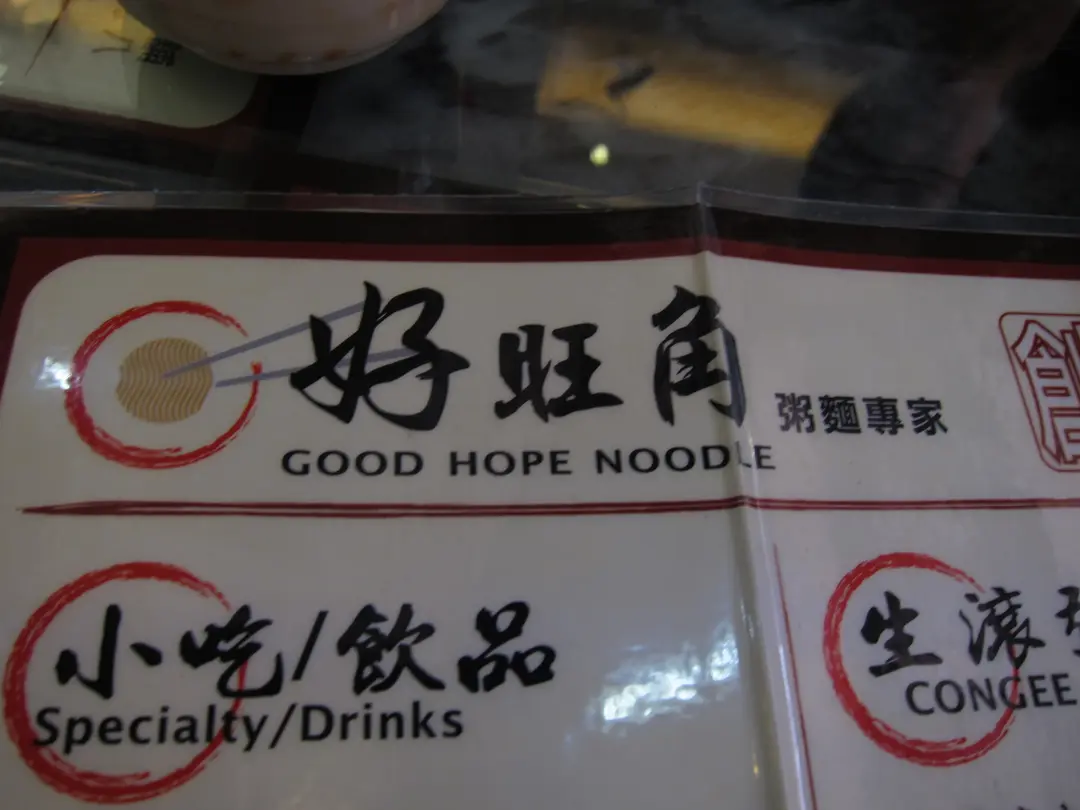 好旺角 粥麵專家
GOOD HOPE NOODLE
小吃/飲品
Specialty/Drinks
生滾
CONGEE